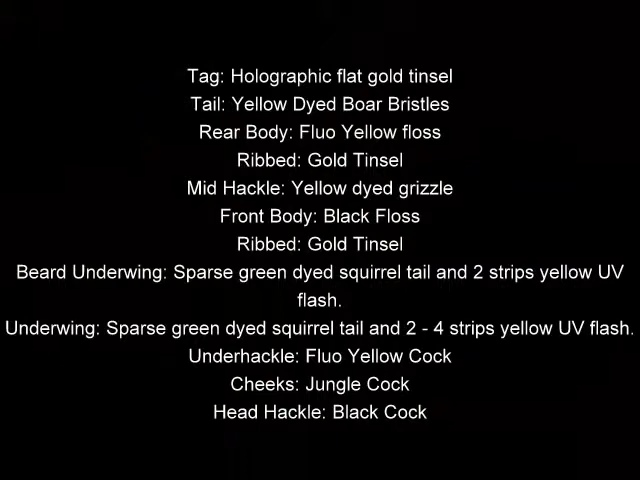 Tag: Holographic flat gold tinsel
Tail: Yellow Dyed Boar Bristles
Rear Body: Fluo Yellow floss
Ribbed: Gold Tinsel
Mid Hackle: Yellow dyed grizzle
Front Body: Black Floss
Ribbed: Gold Tinsel
Beard Underwing: Sparse green dyed squirrel tail and 2 strips yellow UV
flash.
Underwing: Sparse green dyed squirrel tail and 2 - 4 strips yellow UV flash.
Underhackle: Fluo Yellow Cock
Cheeks: Jungle Cock
Head Hackle: Black Cock